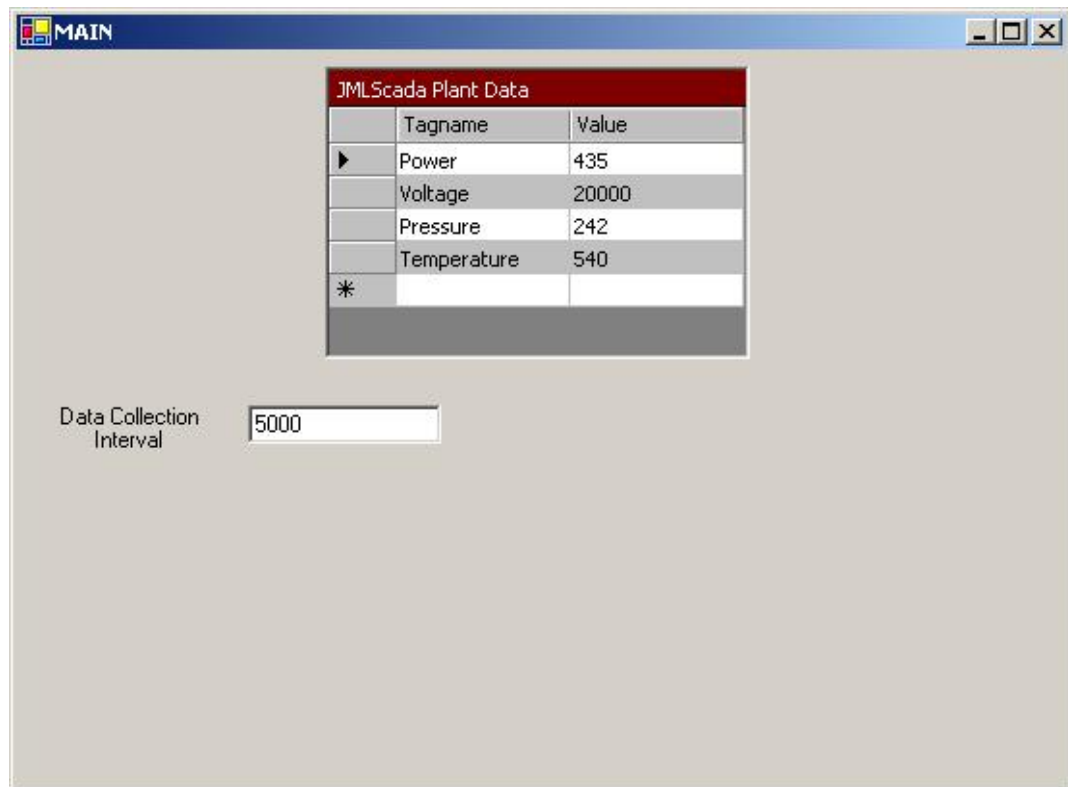 MAIN
JMLScada Plant Data
Tagname Value
Power 435
Voltage 20000
Pressure 242
Temperature 540
Data Collection
Interval
5000